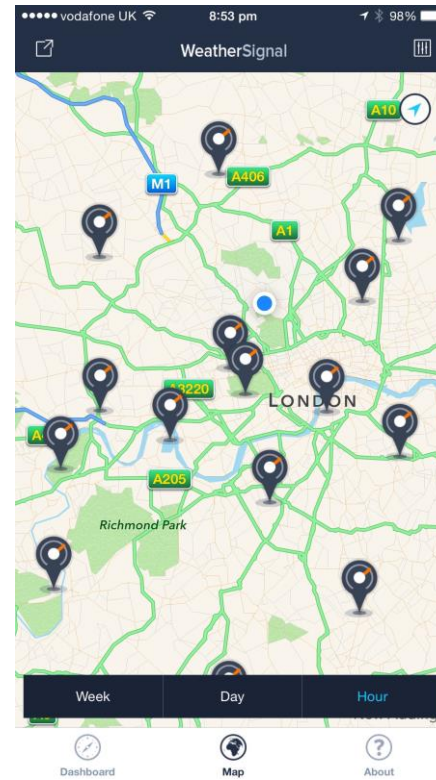 vodafone UK 8:53 pm 98%
WeatherSignal
A10
A406
M1
A1
A3220
LONDON
A205
Richmond Park
Week Day Hour
Dashboard Map About